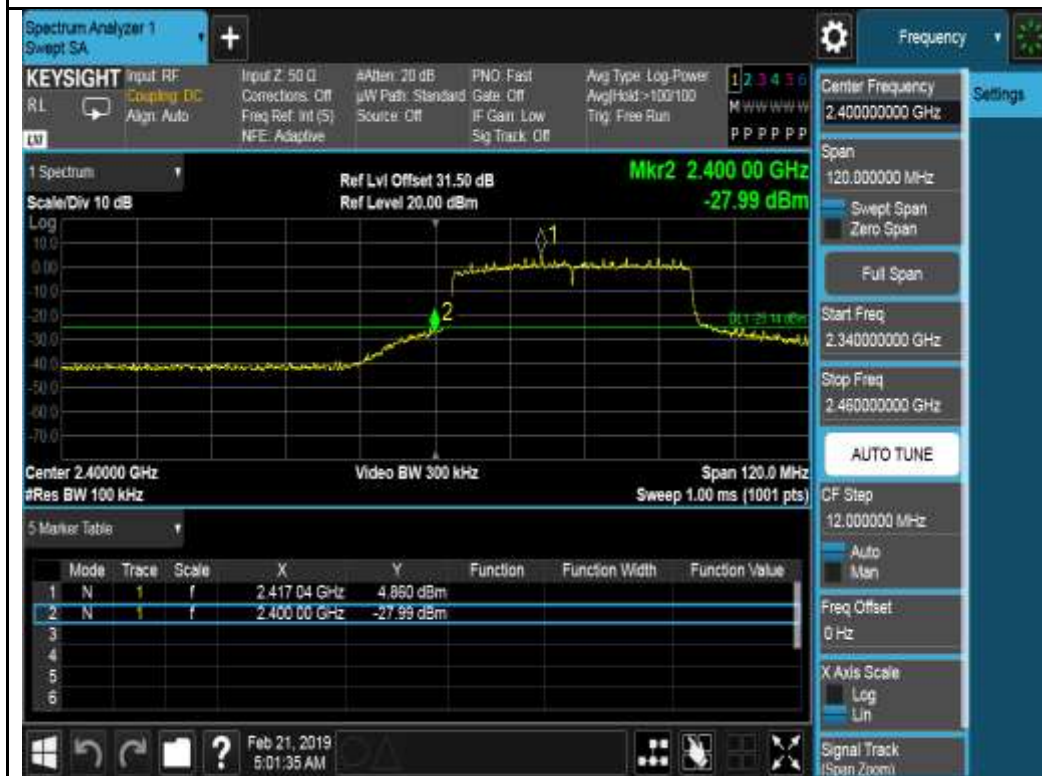 Spectrum Analyzer 1
Swept SA
+
Frequency
KEYSIGHT
RL
Input: RF
Coupling: DC
Align: Auto
Input Z: 50 Ω
Corrections: Off
Freq Ref: Int (S)
NFE: Adaptive
#Atten: 20 dB
µW Path: Standard
Source: Off
PNO: Fast
Gate: Off
IF Gain: Low
Sig Track: Off
Avg Type: Log-Power
Avg|Hold:>100/100
Trig: Free Run
1 2 3 4 5 6
M W W W W W
P P P P P P
1 Spectrum
Scale/Div 10 dB
Ref Lvl Offset 31.50 dB
Ref Level 20.00 dBm
Mkr2 2.400 00 GHz
-27.99 dBm
Log
10.0
0.00
-10.0
-20.0
-30.0
-40.0
-50.0
-60.0
-70.0
1
2
Center 2.40000 GHz
#Res BW 100 kHz
Video BW 300 kHz
Span 120.0 MHz
Sweep 1.00 ms (1001 pts)
5 Marker Table
Mode Trace Scale X Y Function Function Width Function Value
1 N 1 f 2.417 04 GHz 4.860 dBm
2 N 1 f 2.400 00 GHz -27.99 dBm
3
4
5
6
Feb 21, 2019
5:01:35 AM
?
Center Frequency
2.400000000 GHz
Settings
Span
120.000000 MHz
Swept Span
Zero Span
Full Span
Start Freq
2.340000000 GHz
Stop Freq
2.460000000 GHz
AUTO TUNE
CF Step
12.000000 MHz
Auto
Man
Freq Offset
0 Hz
X Axis Scale
Log
Lin
Signal Track
(Span Zoom)